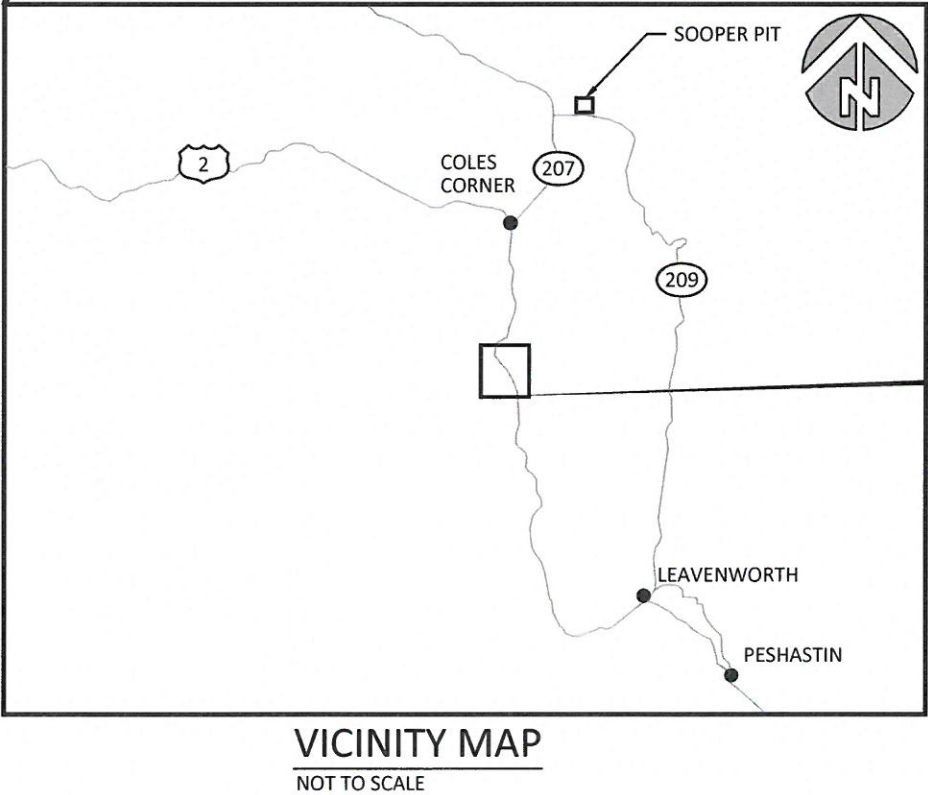 SOOPER PIT
N
2
COLES
CORNER
207
209
LEAVENWORTH
PESHASTIN
VICINITY MAP
NOT TO SCALE